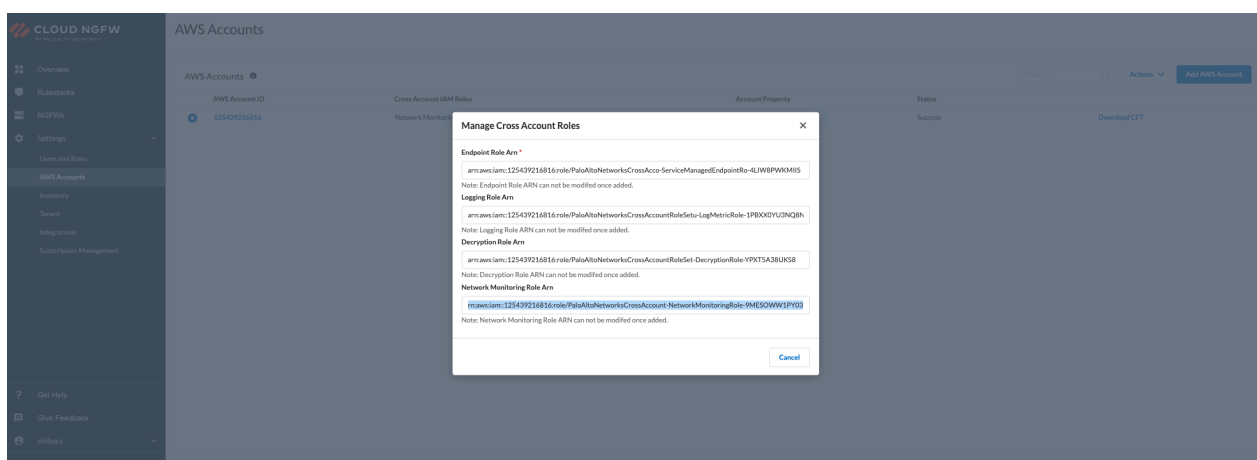 CLOUD NGFW
BY PALO ALTO NETWORKS
AWS Accounts
Overview
Rulestacks
NGFWs
Settings
Users and Roles
AWS Accounts
Inventory
Tenant
Integrations
Subscription Management
Get Help
Give Feedback
shilpa s
AWS Accounts
Search
Actions
Add AWS Account
AWS Account ID
Cross Account IAM Roles
Account Property
Status
125439216816
Network Monitori
Success
Download CFT
Manage Cross Account Roles
Endpoint Role Arn *
arn:aws:iam::125439216816:role/PaloAltoNetworksCrossAcco-ServiceManagedEndpointRo-4LIW8PWKMIIS
Note: Endpoint Role ARN can not be modifed once added.
Logging Role Arn
arn:aws:iam::125439216816:role/PaloAltoNetworksCrossAccountRoleSetu-LogMetricRole-1PBXX0YU3NQ8N
Note: Logging Role ARN can not be modifed once added.
Decryption Role Arn
arn:aws:iam::125439216816:role/PaloAltoNetworksCrossAccountRoleSet-DecryptionRole-YPXT5A38UKS8
Note: Decryption Role ARN can not be modifed once added.
Network Monitoring Role Arn
rn:aws:iam::125439216816:role/PaloAltoNetworksCrossAccount-NetworkMonitoringRole-9MESOWW1PY03
Note: Network Monitoring Role ARN can not be modifed once added.
Cancel